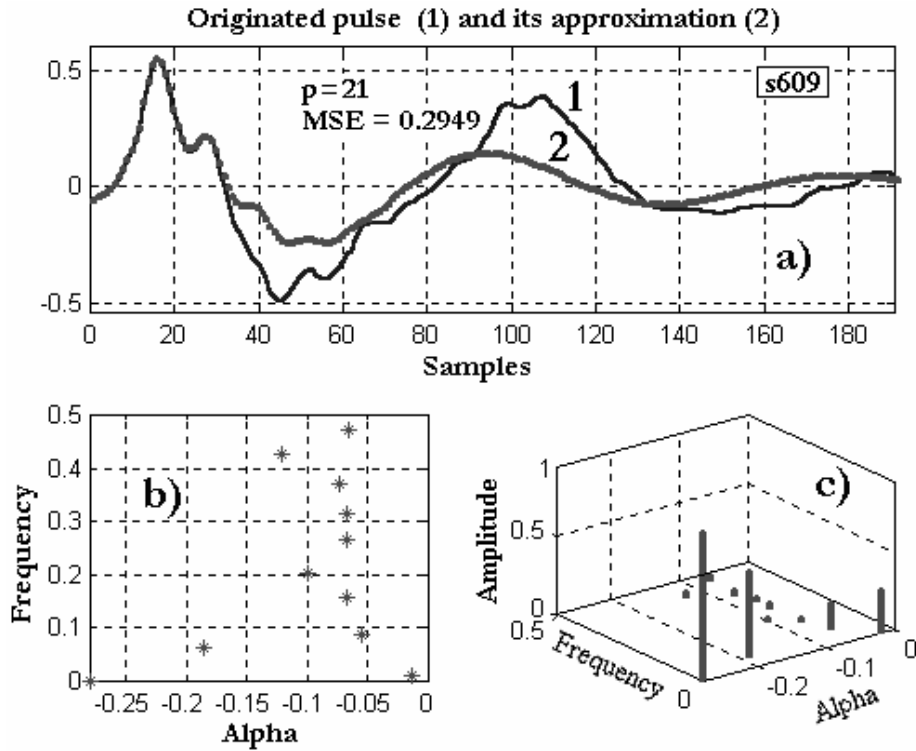 Originated pulse (1) and its approximation (2)
0.5
0
-0.5
p=21
MSE = 0.2949
1
2
s609
a)
0 20 40 60 80 100 120 140 160 180
Samples
0.5
0.4
0.3
0.2
0.1
0
Frequency
b)
-0.25 -0.2 -0.15 -0.1 -0.05 0
Alpha
c)
1
0.5
0
Amplitude
0.5
0
Frequency
-0.2
-0.1
0
Alpha